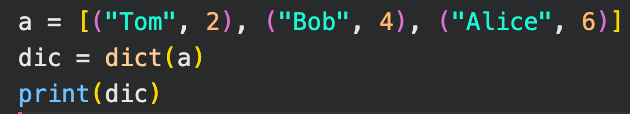 a = [("Tom", 2), ("Bob", 4), ("Alice", 6)]
dic = dict(a)
print(dic)